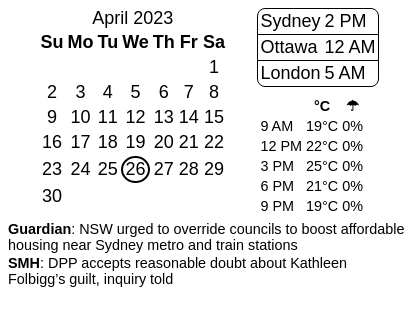 April 2023
Su Mo Tu We Th Fr Sa
1
2 3 4 5 6 7 8
9 10 11 12 13 14 15
16 17 18 19 20 21 22
23 24 25 26 27 28 29
30
Sydney 2 PM
Ottawa 12 AM
London 5 AM
°C ☂
9 AM 19°C 0%
12 PM 22°C 0%
3 PM 25°C 0%
6 PM 21°C 0%
9 PM 19°C 0%
Guardian: NSW urged to override councils to boost affordable
housing near Sydney metro and train stations
SMH: DPP accepts reasonable doubt about Kathleen
Folbigg’s guilt, inquiry told